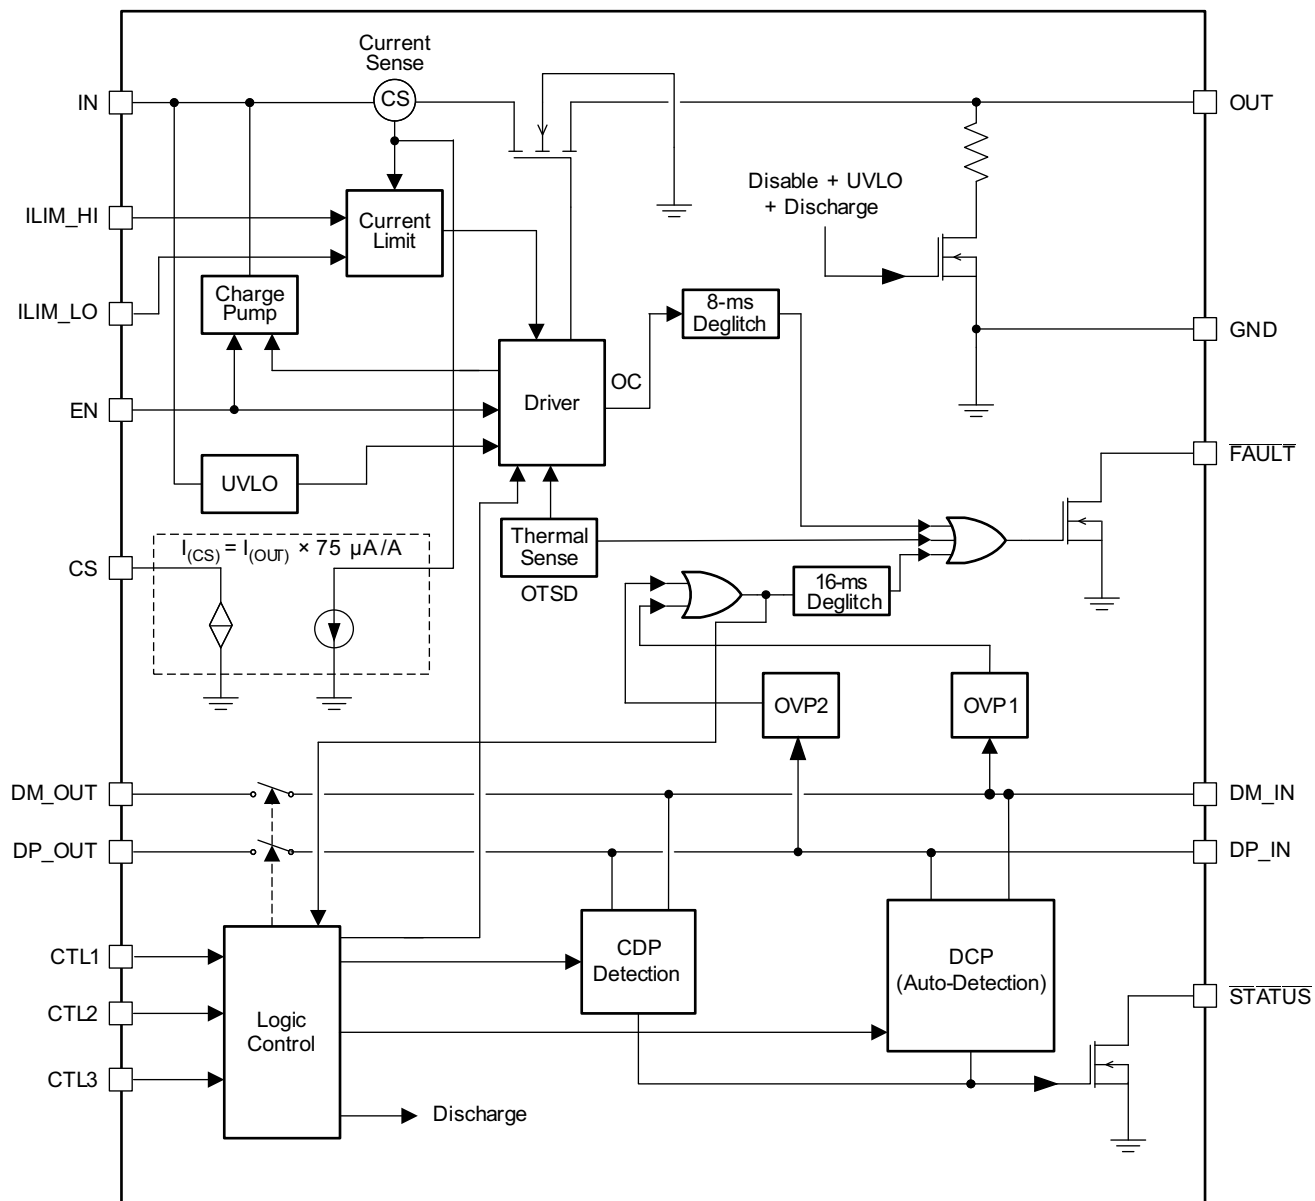 Current
Sense
IN
CS
OUT
Disable + UVLO
+ Discharge
ILIM_HI
Current
Limit
Charge
Pump
8-ms
Deglitch
ILIM_LO
GND
OC
EN
Driver
FAULT
UVLO
Thermal
Sense
I(CS) = I(OUT) × 75 µA/A
CS
OTSD
16-ms
Deglitch
OVP2
OVP1
DM_OUT
DM_IN
DP_OUT
DP_IN
CTL1
CDP
Detection
DCP
(Auto-Detection)
STATUS
CTL2
Logic
Control
CTL3
Discharge